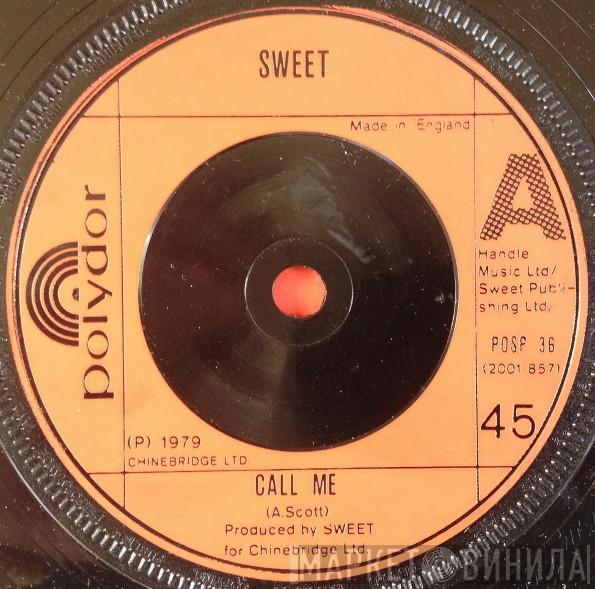 SWEET
Made in England
A
polydor
Handle
Music Ltd/
Sweet Publi-
shing Ltd.
POSP 36
(2001 857)
45
(P) 1979
CHINEBRIDGE LTD.
CALL ME
(A.Scott)
Produced by SWEET
for Chinebridge Ltd.
МАРКЕТ ВИНИЛА